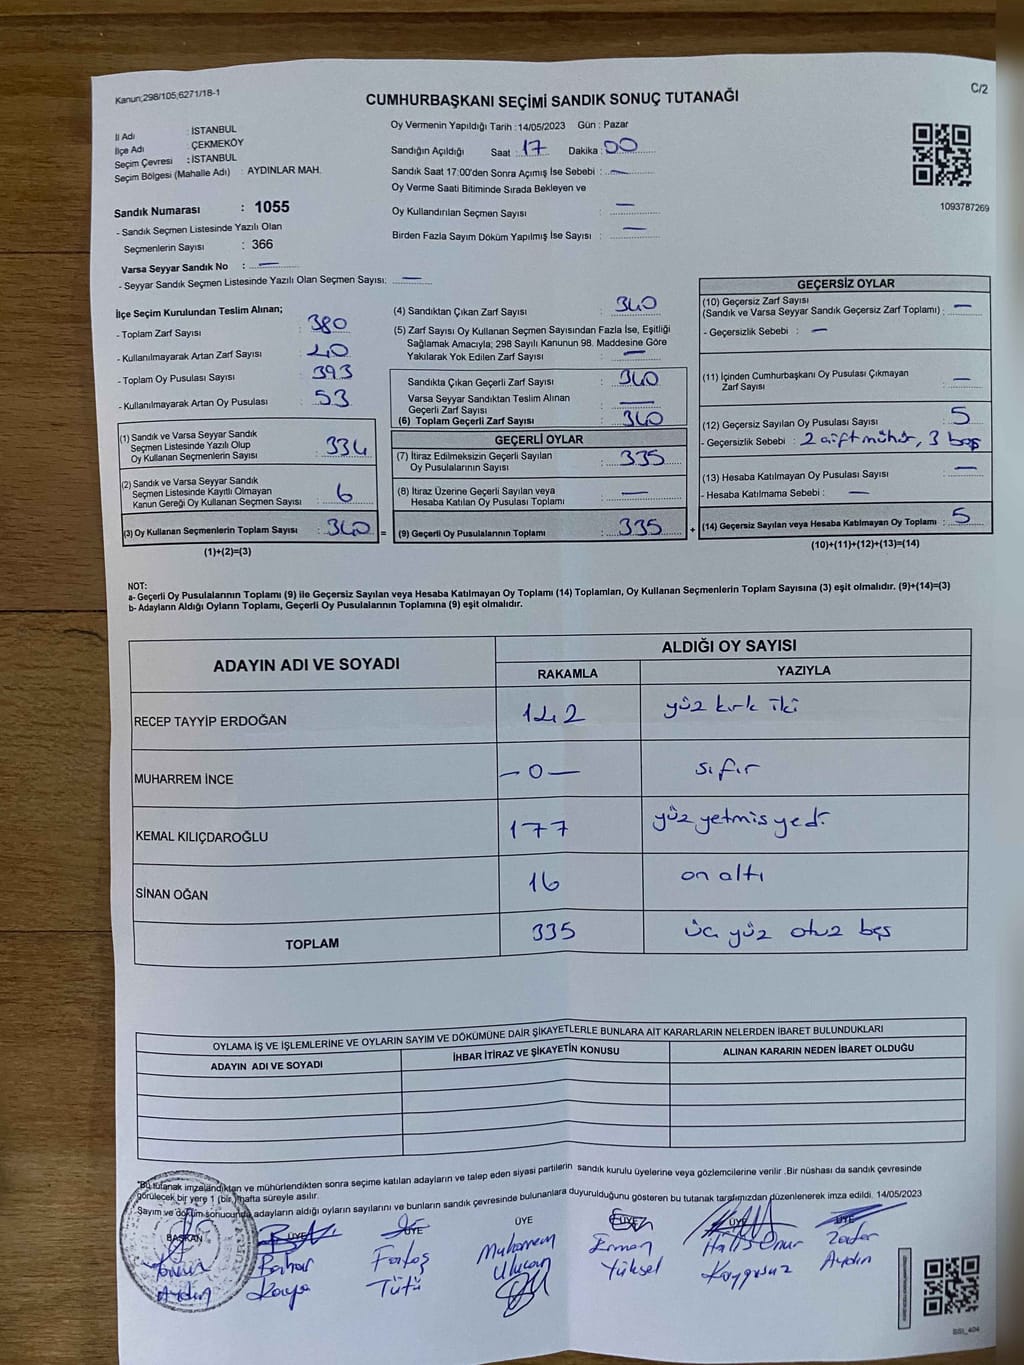 Kanun;298/105;6271/18-1
C/2
CUMHURBAŞKANI SEÇİMİ SANDIK SONUÇ TUTANAĞI
İl Adı : İSTANBUL
İlçe Adı : ÇEKMEKÖY
Seçim Çevresi : İSTANBUL
Seçim Bölgesi (Mahalle Adı) : AYDINLAR MAH.
Oy Vermenin Yapıldığı Tarih : 14/05/2023 Gün : Pazar
Sandığın Açıldığı Saat : 17 Dakika : 00
Sandık Saat 17:00'den Sonra Açımış İse Sebebi : —
Oy Verme Saati Bitiminde Sırada Bekleyen ve
Oy Kullandırılan Seçmen Sayısı : —
Birden Fazla Sayım Döküm Yapılmış İse Sayısı : —
1093787269
Sandık Numarası : 1055
- Sandık Seçmen Listesinde Yazılı Olan
Seçmenlerin Sayısı : 366
Varsa Seyyar Sandık No : —
- Seyyar Sandık Seçmen Listesinde Yazılı Olan Seçmen Sayısı: —
İlçe Seçim Kurulundan Teslim Alınan;
- Toplam Zarf Sayısı : 380
- Kullanılmayarak Artan Zarf Sayısı : 40
- Toplam Oy Pusulası Sayısı : 393
- Kullanılmayarak Artan Oy Pusulası : 53
(1) Sandık ve Varsa Seyyar Sandık
Seçmen Listesinde Yazılı Olup
Oy Kullanan Seçmenlerin Sayısı : 334
(2) Sandık ve Varsa Seyyar Sandık
Seçmen Listesinde Kayıtlı Olmayan
Kanun Gereği Oy Kullanan Seçmen Sayısı : 6
(3) Oy Kullanan Seçmenlerin Toplam Sayısı : 340 =
(1)+(2)=(3)
(4) Sandıktan Çıkan Zarf Sayısı : 340
(5) Zarf Sayısı Oy Kullanan Seçmen Sayısından Fazla İse, Eşitliği
Sağlamak Amacıyla; 298 Sayılı Kanunun 98. Maddesine Göre
Yakılarak Yok Edilen Zarf Sayısı : —
Sandıkta Çıkan Geçerli Zarf Sayısı : 340
Varsa Seyyar Sandıktan Teslim Alınan
Geçerli Zarf Sayısı : —
(6) Toplam Geçerli Zarf Sayısı : 340
GEÇERLİ OYLAR
(7) İtiraz Edilmeksizin Geçerli Sayılan
Oy Pusulalarının Sayısı : 335
(8) İtiraz Üzerine Geçerli Sayılan veya
Hesaba Katılan Oy Pusulası Toplamı : —
(9) Geçerli Oy Pusulalarının Toplamı : 335 +
GEÇERSİZ OYLAR
(10) Geçersiz Zarf Sayısı
(Sandık ve Varsa Seyyar Sandık Geçersiz Zarf Toplamı) : —
- Geçersizlik Sebebi : —
(11) İçinden Cumhurbaşkanı Oy Pusulası Çıkmayan
Zarf Sayısı : —
(12) Geçersiz Sayılan Oy Pusulası Sayısı : 5
- Geçersizlik Sebebi : 2 çift mühür, 3 boş
(13) Hesaba Katılmayan Oy Pusulası Sayısı : —
- Hesaba Katılmama Sebebi : —
(14) Geçersiz Sayılan veya Hesaba Katılmayan Oy Toplamı : 5
(10)+(11)+(12)+(13)=(14)
NOT:
a- Geçerli Oy Pusulalarının Toplamı (9) ile Geçersiz Sayılan veya Hesaba Katılmayan Oy Toplamı (14) Toplamları, Oy Kullanan Seçmenlerin Toplam Sayısına (3) eşit olmalıdır. (9)+(14)=(3)
b- Adayların Aldığı Oyların Toplamı, Geçerli Oy Pusulalarının Toplamına (9) eşit olmalıdır.
ADAYIN ADI VE SOYADI
ALDIĞI OY SAYISI
RAKAMLA YAZIYLA
RECEP TAYYİP ERDOĞAN 142 yüz kırk iki
MUHARREM İNCE — 0 — sıfır
KEMAL KILIÇDAROĞLU 177 yüz yetmiş yedi
SİNAN OĞAN 16 on altı
TOPLAM 335 üç yüz otuz beş
OYLAMA İŞ VE İŞLEMLERİNE VE OYLARIN SAYIM VE DÖKÜMÜNE DAİR ŞİKAYETLERLE BUNLARA AİT KARARLARIN NELERDEN İBARET BULUNDUKLARI
ADAYIN ADI VE SOYADI İHBAR İTİRAZ VE ŞİKAYETİN KONUSU ALINAN KARARIN NEDEN İBARET OLDUĞU
"Bu tutanak imzalandıktan ve mühürlendikten sonra seçime katılan adayların ve talep eden siyasi partilerin sandık kurulu üyelerine veya gözlemcilerine verilir .Bir nüshası da sandık çevresinde
görülecek bir yere 1 (bir) hafta süreyle asılır.
Sayım ve döküm sonucunda adayların aldığı oyların sayılarını ve bunların sandık çevresinde bulunanlara duyurulduğunu gösteren bu tutanak tarafımızdan düzenlenerek imza edildi. 14/05/2023
BAŞKAN ÜYE ÜYE ÜYE ÜYE ÜYE ÜYE
Bahar Kaya
Tütü
Muharrem Ulucan
Erman Yüksel
Halis Onur Kaygusuz
Zafer Aydın
Aydın
BSI_404